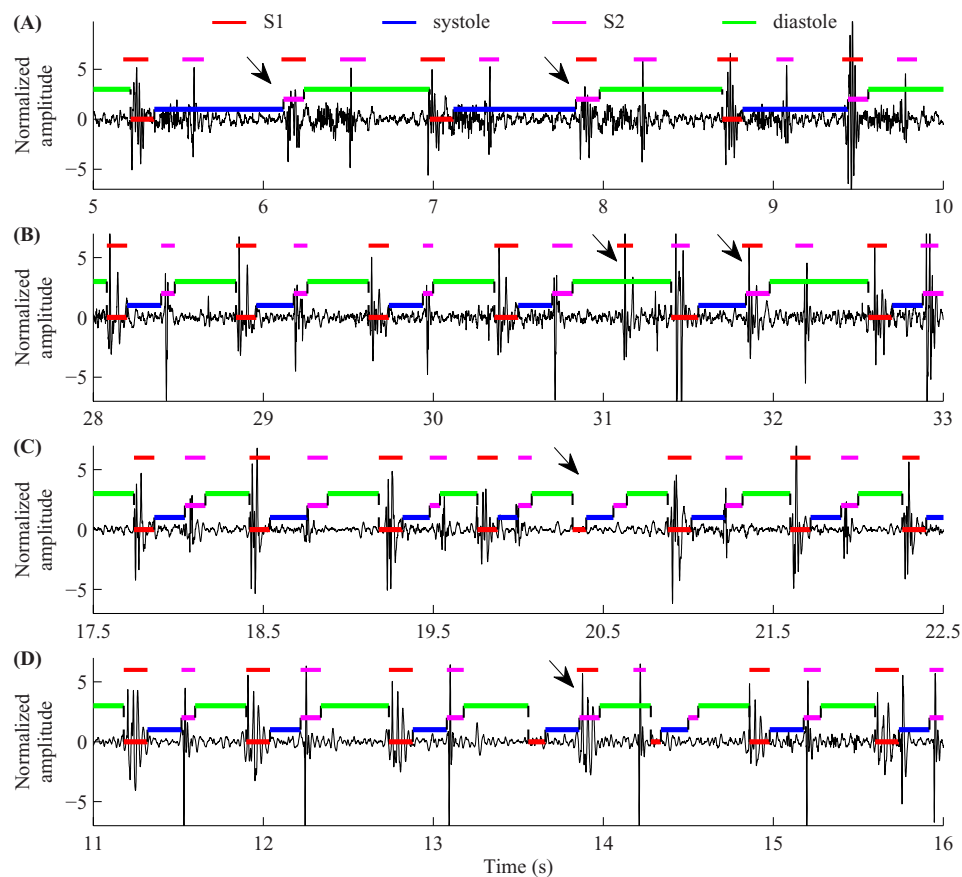 (A)
S1 systole S2 diastole
Normalized
amplitude
5
0
−5
5 6 7 8 9 10
(B)
Normalized
amplitude
5
0
−5
28 29 30 31 32 33
(C)
Normalized
amplitude
5
0
−5
17.5 18.5 19.5 20.5 21.5 22.5
(D)
Normalized
amplitude
5
0
−5
11 12 13 14 15 16
Time (s)